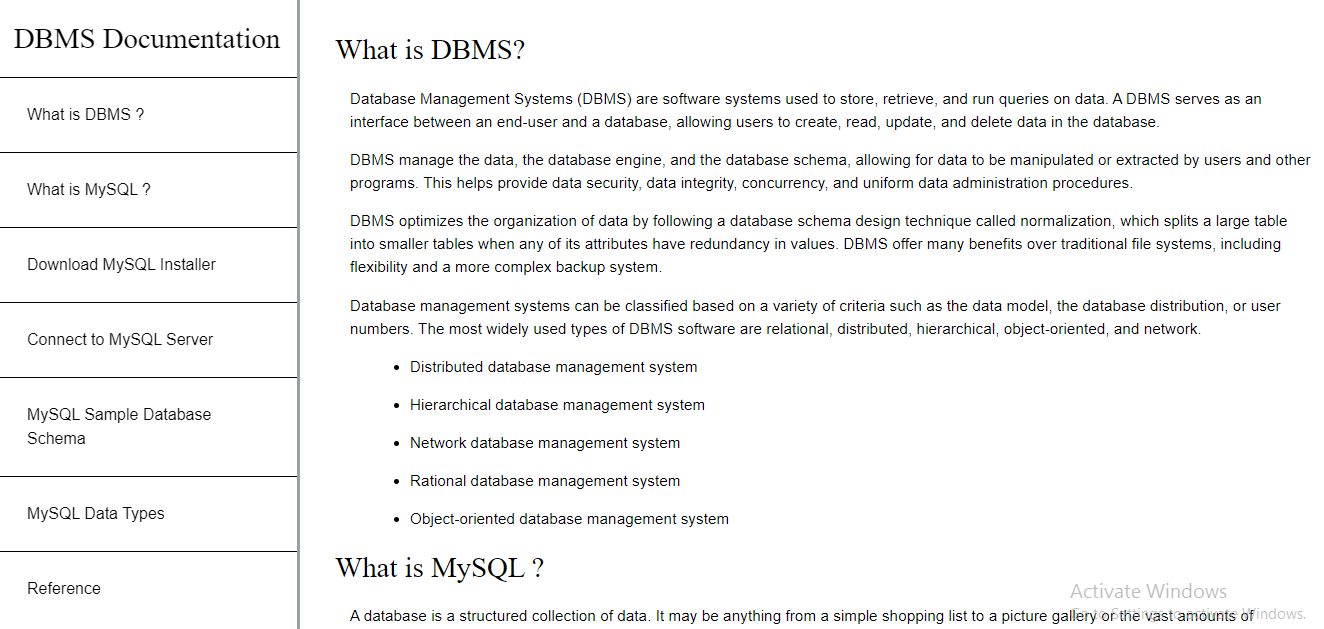 DBMS Documentation
What is DBMS ?
What is MySQL ?
Download MySQL Installer
Connect to MySQL Server
MySQL Sample Database
Schema
MySQL Data Types
Reference
What is DBMS?
Database Management Systems (DBMS) are software systems used to store, retrieve, and run queries on data. A DBMS serves as an
interface between an end-user and a database, allowing users to create, read, update, and delete data in the database.
DBMS manage the data, the database engine, and the database schema, allowing for data to be manipulated or extracted by users and other
programs. This helps provide data security, data integrity, concurrency, and uniform data administration procedures.
DBMS optimizes the organization of data by following a database schema design technique called normalization, which splits a large table
into smaller tables when any of its attributes have redundancy in values. DBMS offer many benefits over traditional file systems, including
flexibility and a more complex backup system.
Database management systems can be classified based on a variety of criteria such as the data model, the database distribution, or user
numbers. The most widely used types of DBMS software are relational, distributed, hierarchical, object-oriented, and network.
• Distributed database management system
• Hierarchical database management system
• Network database management system
• Rational database management system
• Object-oriented database management system
What is MySQL ?
A database is a structured collection of data. It may be anything from a simple shopping list to a picture gallery or the vast amounts of
Activate Windows
Go to Settings to activate Windows.